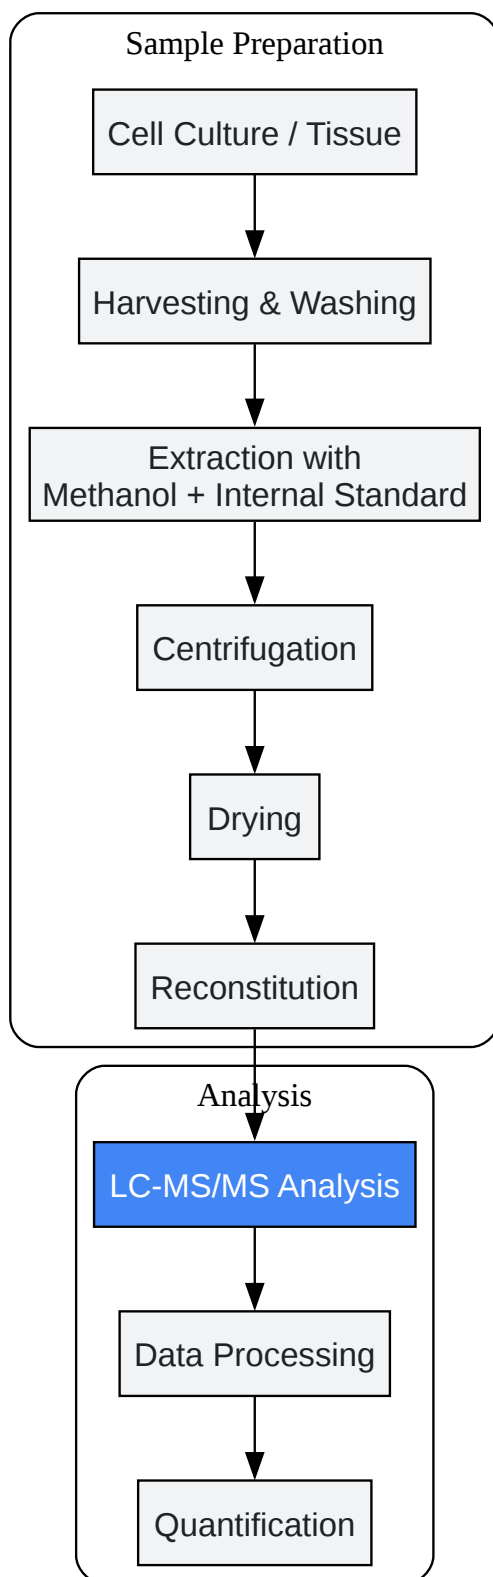 Sample Preparation
Cell Culture / Tissue
Harvesting & Washing
Extraction with
Methanol + Internal Standard
Centrifugation
Drying
Reconstitution
Analysis
LC-MS/MS Analysis
Data Processing
Quantification